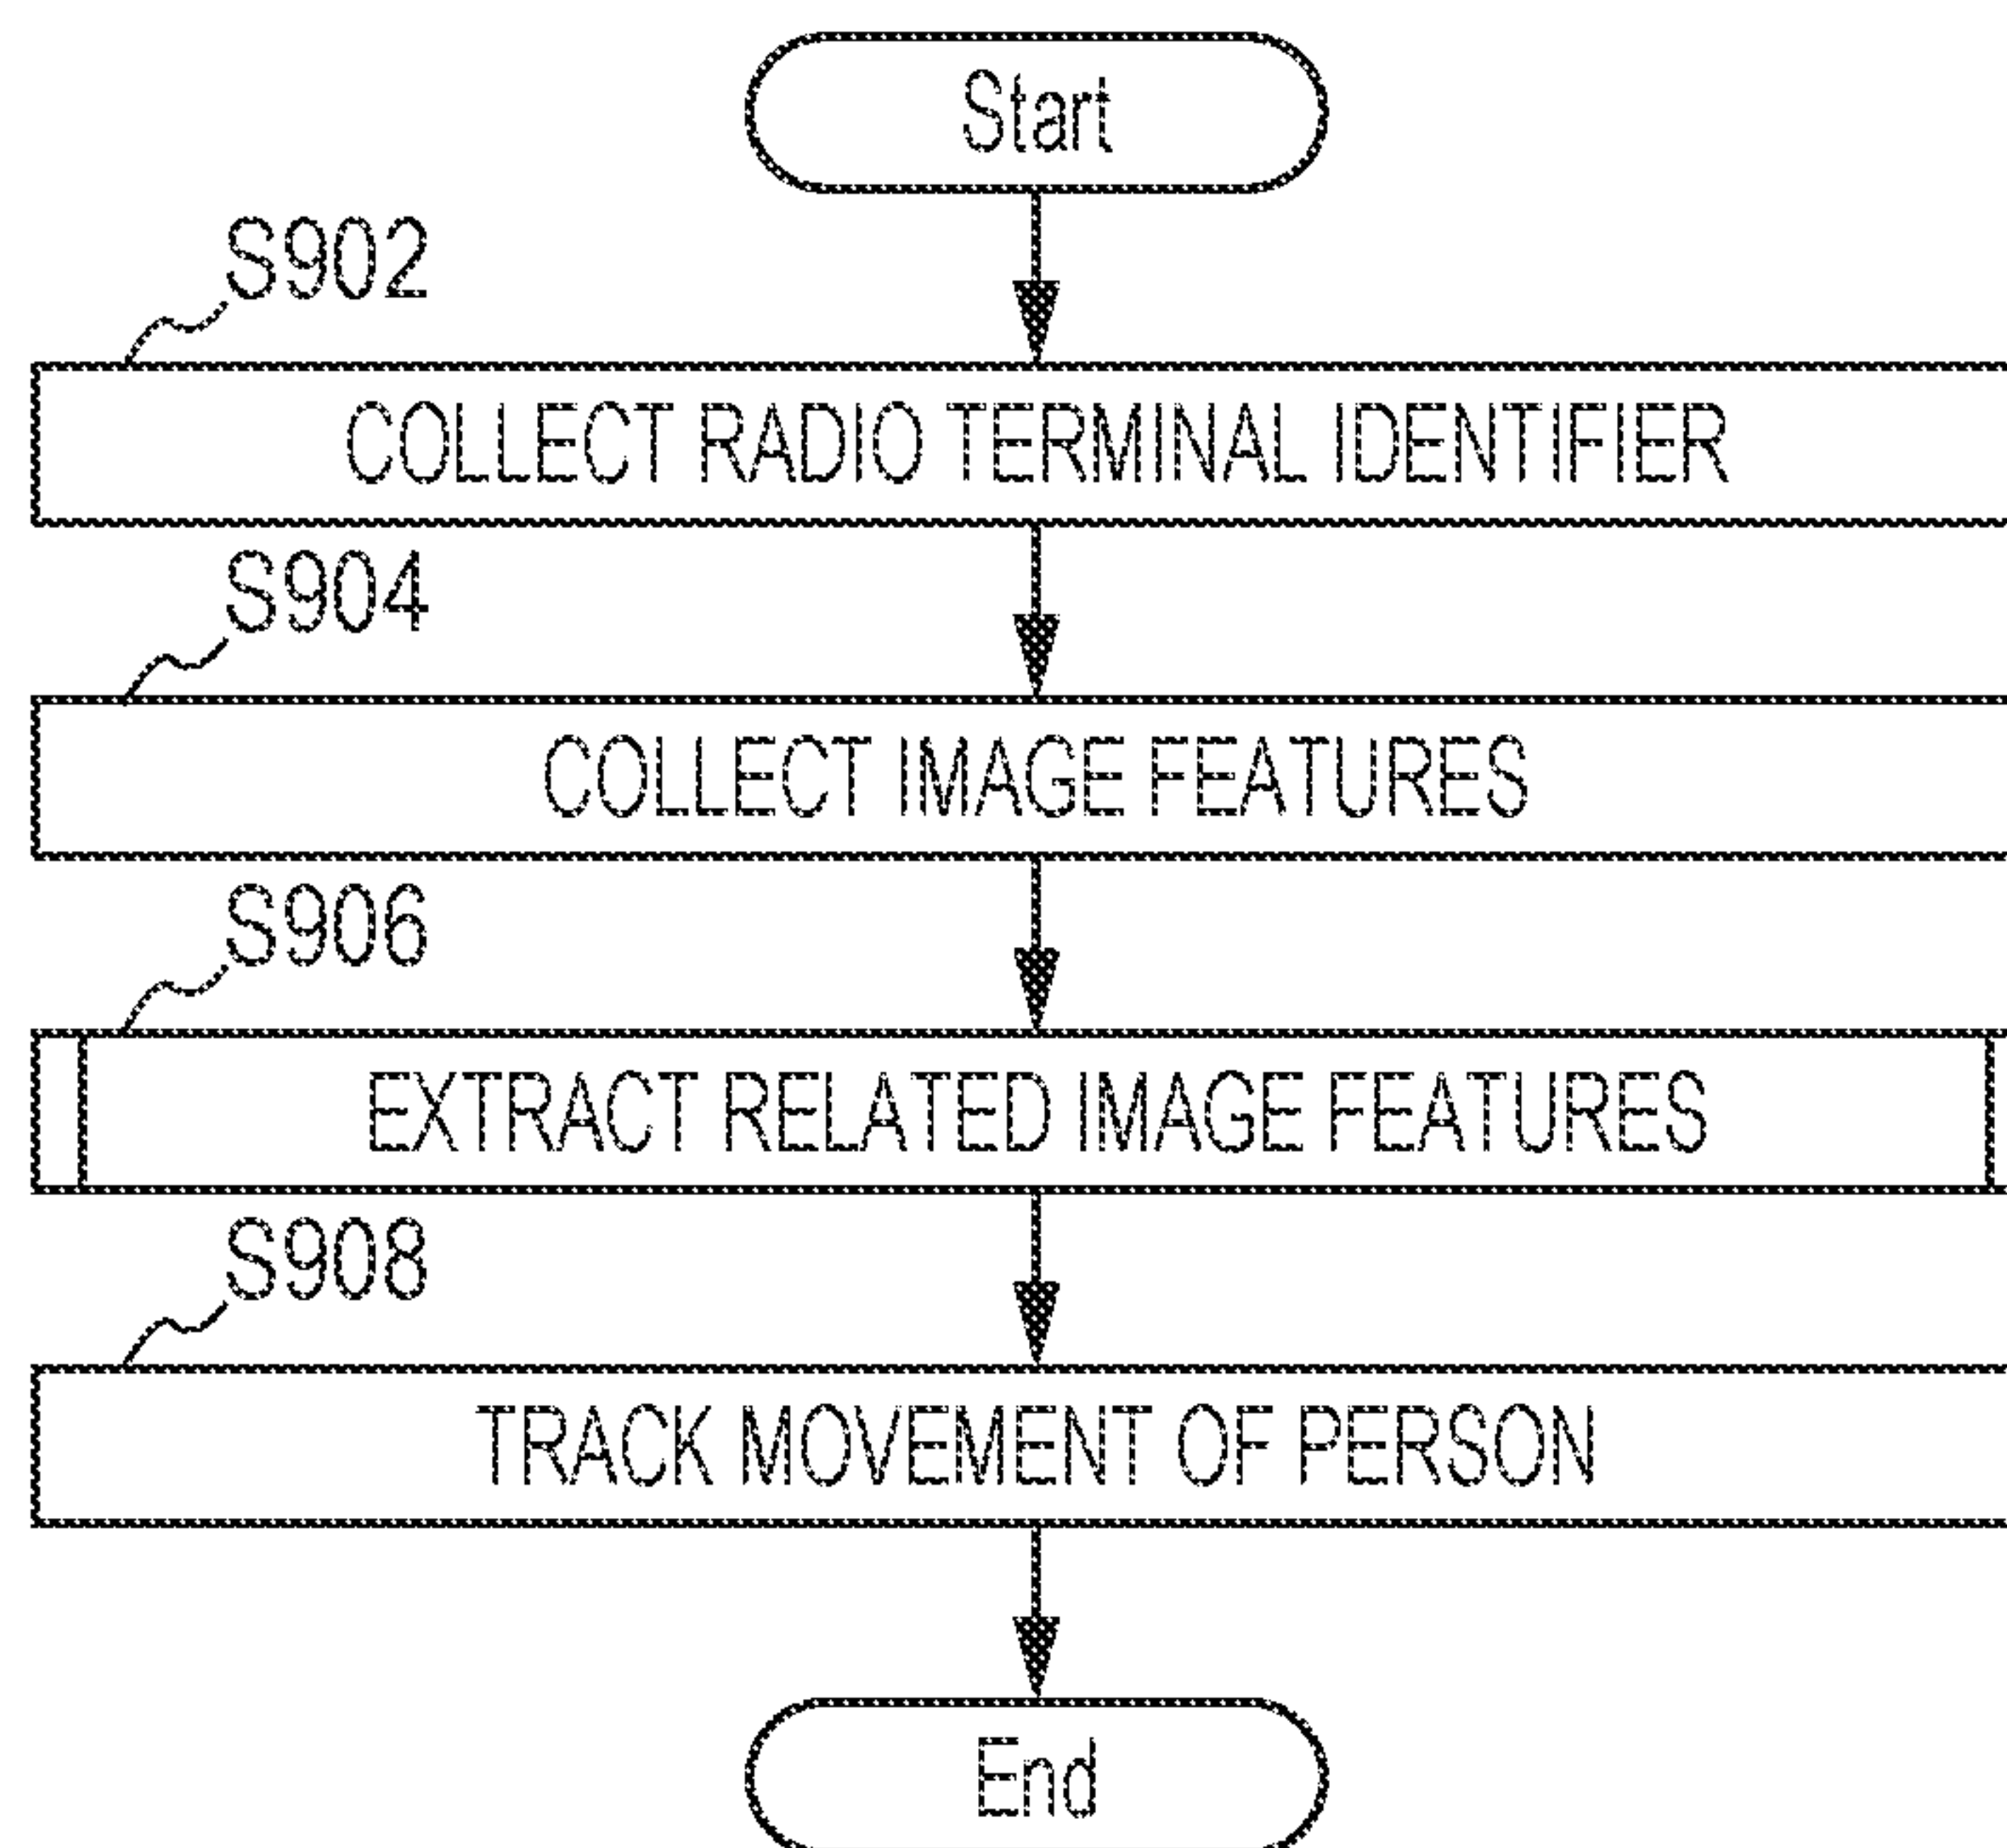 Start
S902
COLLECT RADIO TERMINAL IDENTIFIER
S904
COLLECT IMAGE FEATURES
S906
EXTRACT RELATED IMAGE FEATURES
S908
TRACK MOVEMENT OF PERSON
End